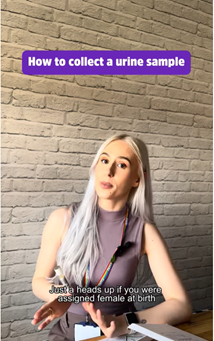 How to collect a urine sample
Just a heads up if you were
assigned female at birth